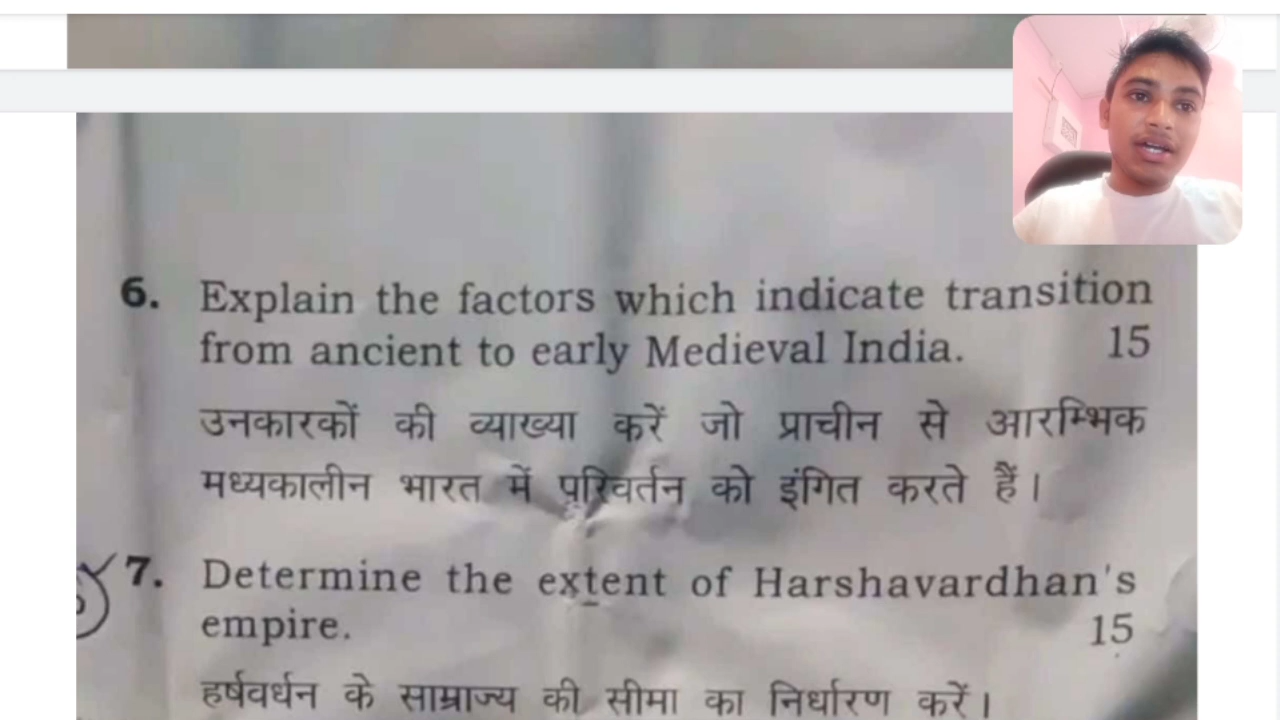 6. Explain the factors which indicate transition
from ancient to early Medieval India. 15
उनकारकों की व्याख्या करें जो प्राचीन से आरम्भिक
मध्यकालीन भारत में परिवर्तन को इंगित करते हैं।
7. Determine the extent of Harshavardhan's
empire. 15
हर्षवर्धन के साम्राज्य की सीमा का निर्धारण करें।